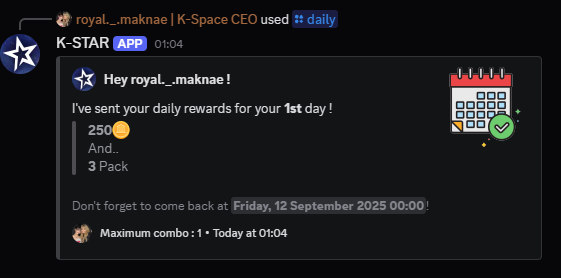 royal._.maknae | K-Space CEO used daily
K-STAR APP 01:04
Hey royal._.maknae !
I've sent your daily rewards for your 1st day !
250
And..
3 Pack
Don't forget to come back at Friday, 12 September 2025 00:00!
Maximum combo : 1 • Today at 01:04